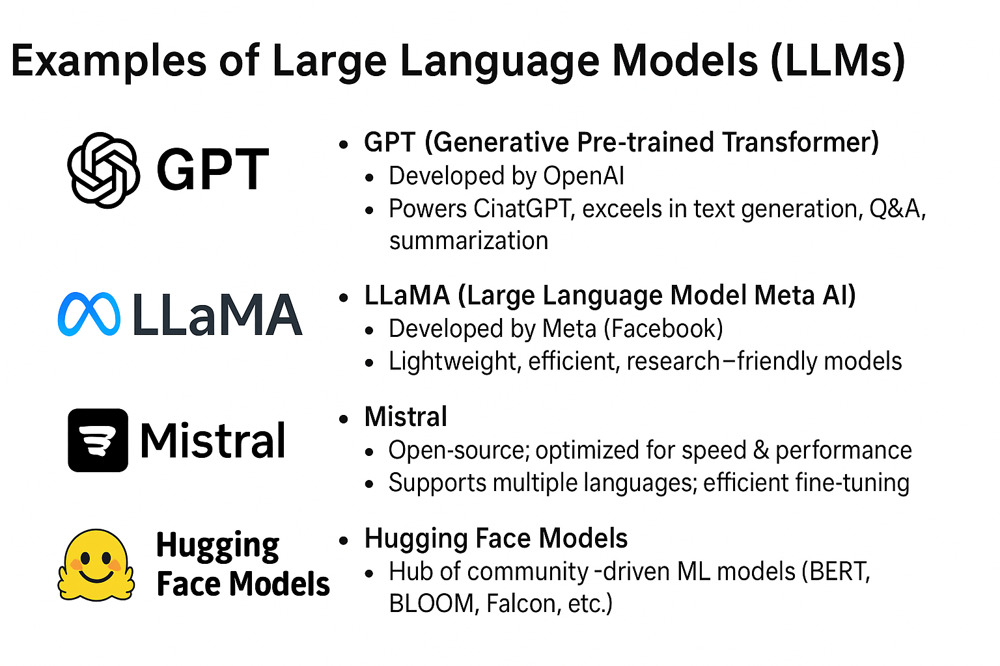 Examples of Large Language Models (LLMs)
GPT
• GPT (Generative Pre-trained Transformer)
• Developed by OpenAI
• Powers ChatGPT, exceels in text generation, Q&A,
summarization
LLaMA
• LLaMA (Large Language Model Meta AI)
• Developed by Meta (Facebook)
• Lightweight, efficient, research–friendly models
Mistral
• Mistral
• Open-source; optimized for speed & performance
• Supports multiple languages; efficient fine-tuning
Hugging
Face Models
• Hugging Face Models
• Hub of community -driven ML models (BERT,
BLOOM, Falcon, etc.)